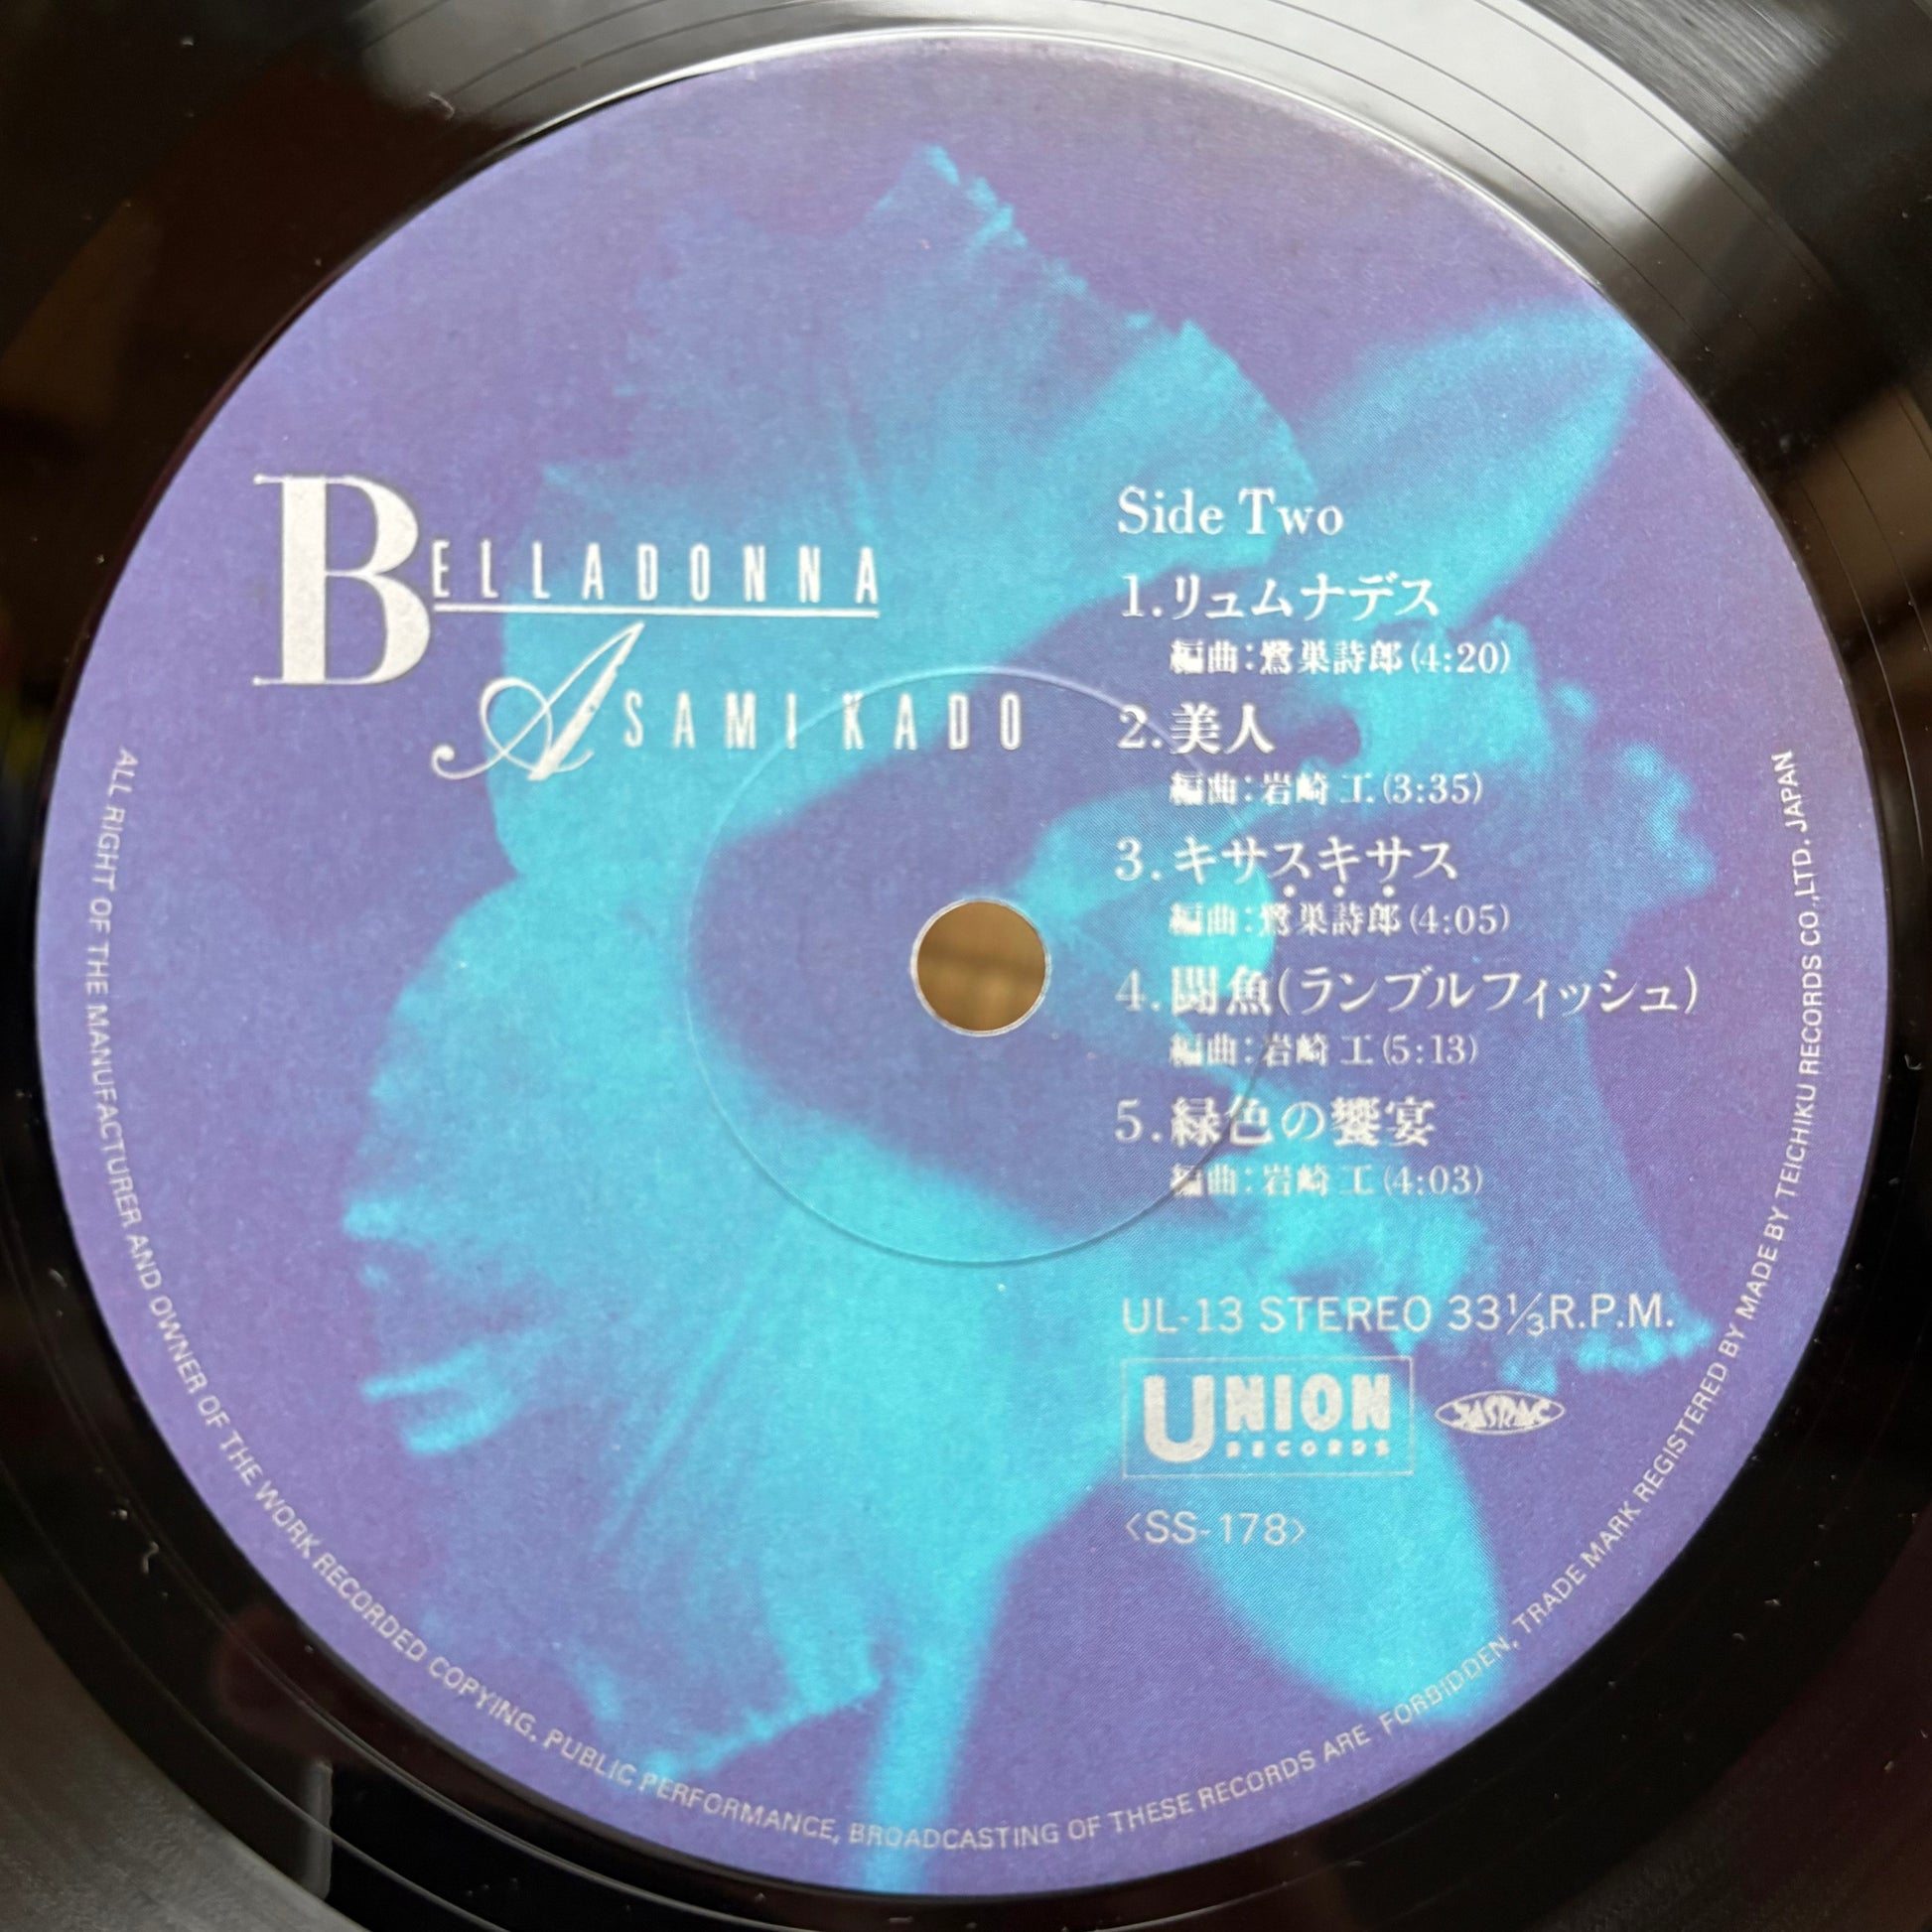 BELLADONNA
ASAMI KADO
Side Two
1.リュムナデス
編曲:鷺巣詩郎(4:20)
2.美人
編曲:岩崎 工(3:35)
3.キサスキサス
編曲:鷺巣詩郎(4:05)
4.闘魚(ランブルフィッシュ)
編曲:岩崎 工(5:13)
5.緑色の饗宴
編曲:岩崎 工(4:03)
UL-13 STEREO 33⅓R.P.M.
UNION
RECORDS
JASRAC
<SS-178>
ALL RIGHT OF THE MANUFACTURER AND OWNER OF THE WORK RECORDED COPYING, PUBLIC PERFORMANCE, BROADCASTING OF THESE RECORDS ARE FORBIDDEN, TRADE MARK REGISTERED BY MADE BY TEICHIKU RECORDS CO.,LTD. JAPAN